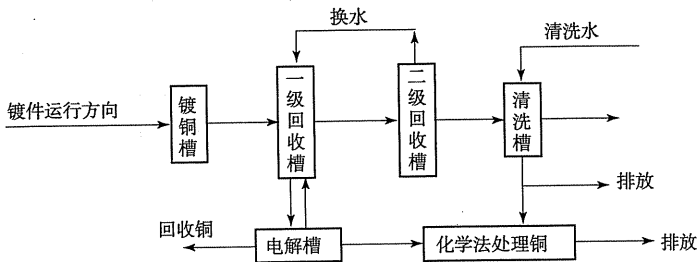 换水
清洗水
镀件运行方向
镀铜槽
一级回收槽
二级回收槽
清洗槽
排放
回收铜
电解槽
化学法处理铜
排放